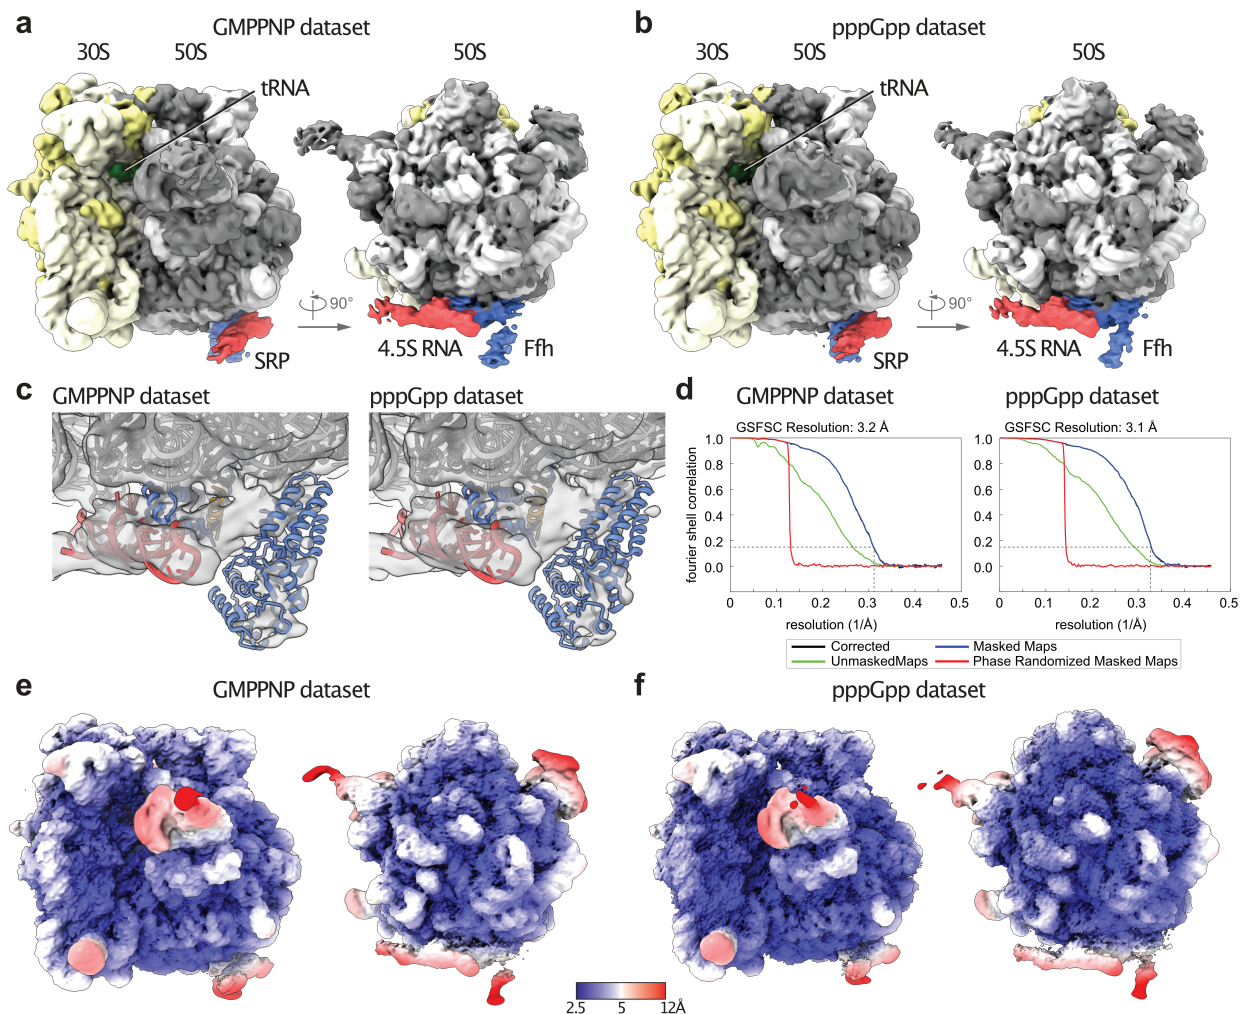 a
GMPPNP dataset
30S 50S 50S
tRNA
90°
SRP
4.5S RNA
Ffh
b
pppGpp dataset
30S 50S 50S
tRNA
90°
SRP
4.5S RNA
Ffh
c
GMPPNP dataset
pppGpp dataset
d
GMPPNP dataset
GSFSC Resolution: 3.2 Å
fourier shell correlation
1.0
0.8
0.6
0.4
0.2
0.0
0 0.1 0.2 0.3 0.4 0.5
resolution (1/Å)
pppGpp dataset
GSFSC Resolution: 3.1 Å
1.0
0.8
0.6
0.4
0.2
0.0
0 0.1 0.2 0.3 0.4 0.5
resolution (1/Å)
Corrected
UnmaskedMaps
Masked Maps
Phase Randomized Masked Maps
e
GMPPNP dataset
f
pppGpp dataset
2.5 5 12Å